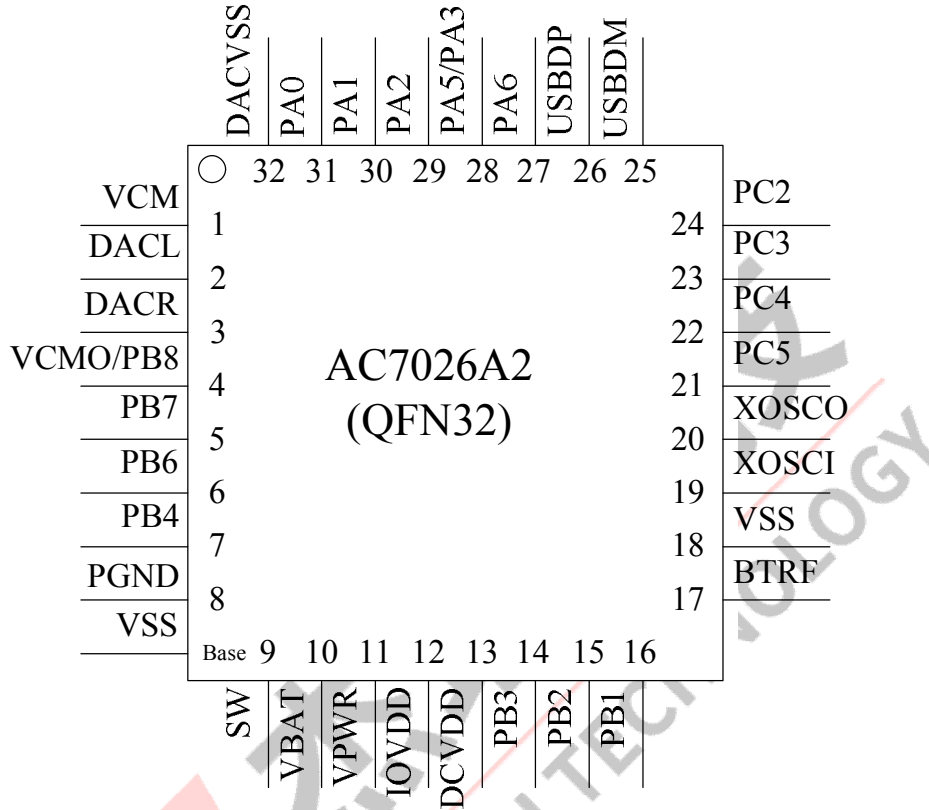 DACVSS
PA0
PA1
PA2
PA5/PA3
PA6
USBDP
USBDM
32 31 30 29 28 27 26 25
VCM
1
DACL
2
DACR
3
VCMO/PB8
4
PB7
5
PB6
6
PB4
7
PGND
8
VSS
Base
AC7026A2
(QFN32)
PC2
24
PC3
23
PC4
22
PC5
21
XOSCO
20
XOSCI
19
VSS
18
BTRF
17
9 10 11 12 13 14 15 16
SW
VBAT
VPWR
IOVDD
DCVDD
PB3
PB2
PB1
TECHNOLOGY